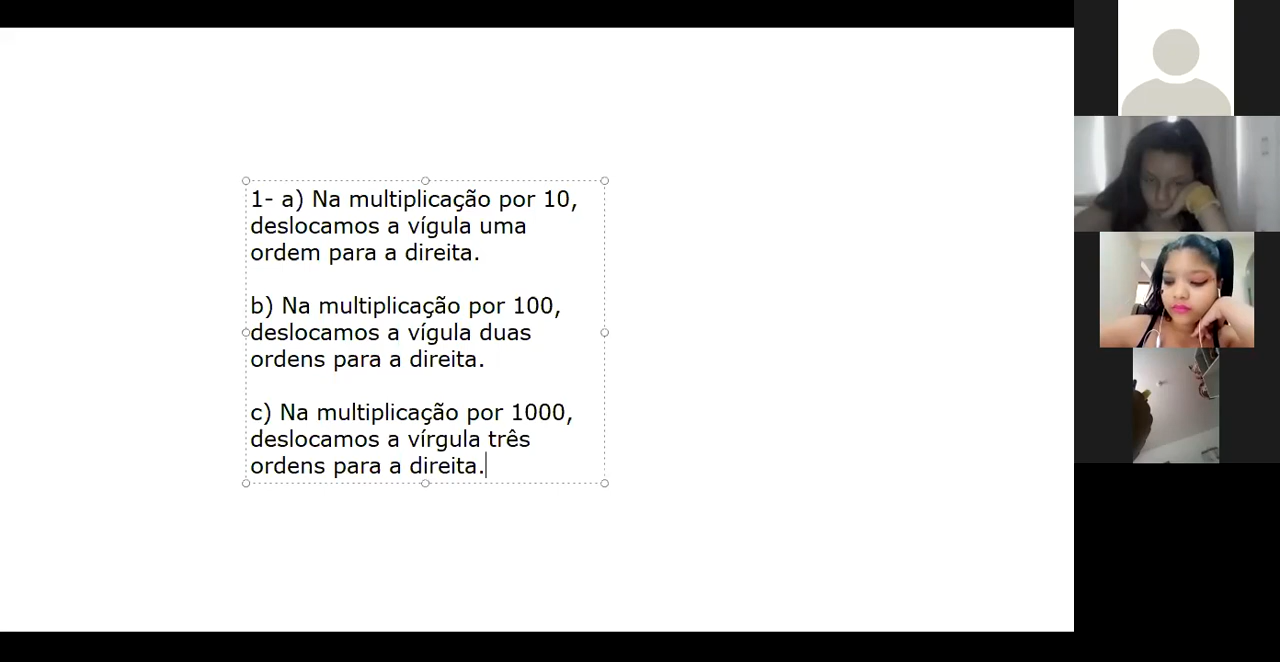 1- a) Na multiplicação por 10,
deslocamos a vígula uma
ordem para a direita.
b) Na multiplicação por 100,
deslocamos a vígula duas
ordens para a direita.
c) Na multiplicação por 1000,
deslocamos a vírgula três
ordens para a direita.